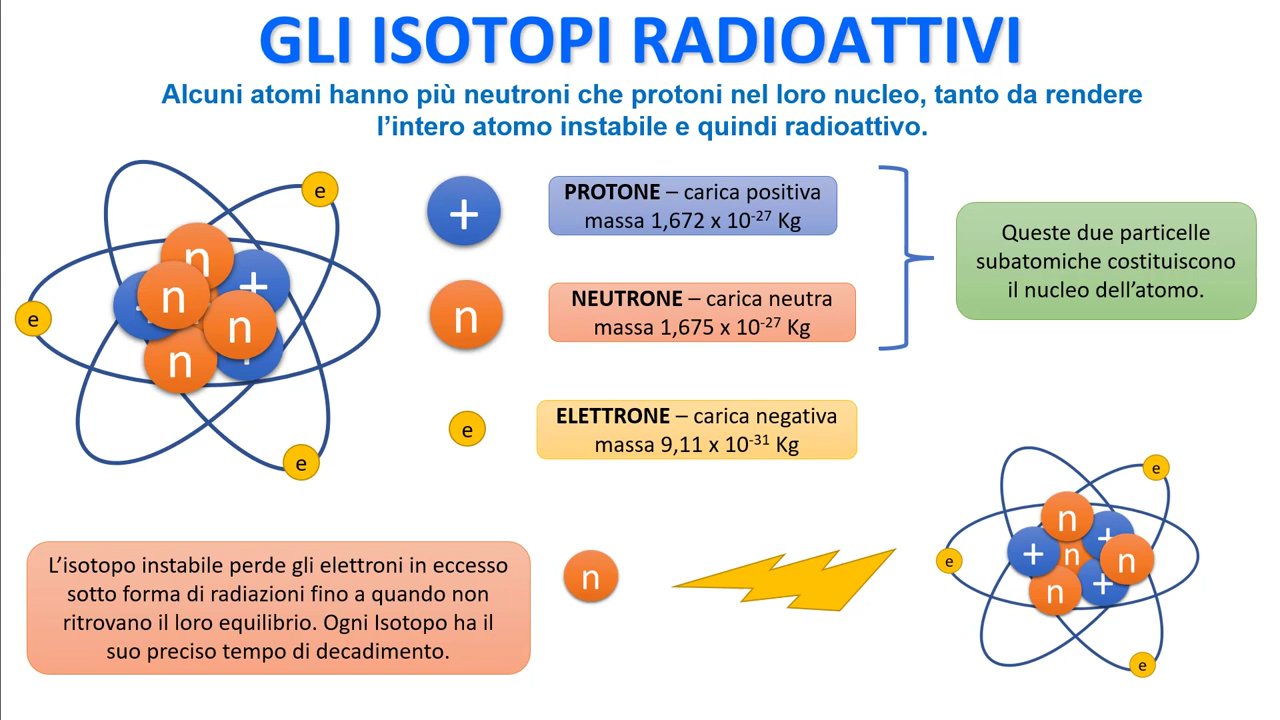 GLI ISOTOPI RADIOATTIVI
Alcuni atomi hanno più neutroni che protoni nel loro nucleo, tanto da rendere
l'intero atomo instabile e quindi radioattivo.
e
n
+
n
n
e
n
+
e
+
PROTONE – carica positiva
massa 1,672 x 10⁻²⁷ Kg
n
NEUTRONE – carica neutra
massa 1,675 x 10⁻²⁷ Kg
Queste due particelle
subatomiche costituiscono
il nucleo dell'atomo.
e
ELETTRONE – carica negativa
massa 9,11 x 10⁻³¹ Kg
L'isotopo instabile perde gli elettroni in eccesso
sotto forma di radiazioni fino a quando non
ritrovano il loro equilibrio. Ogni Isotopo ha il
suo preciso tempo di decadimento.
n
e
n
+
+
n
n
e
n
+
e